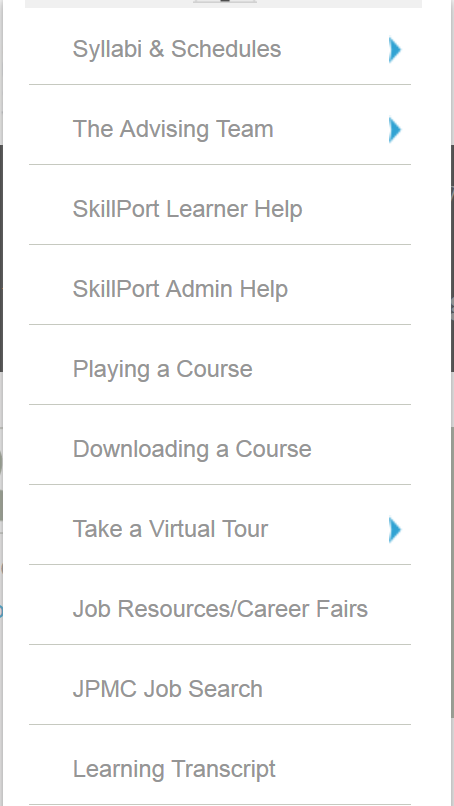 Syllabi & Schedules
The Advising Team
SkillPort Learner Help
SkillPort Admin Help
Playing a Course
Downloading a Course
Take a Virtual Tour
Job Resources/Career Fairs
JPMC Job Search
Learning Transcript